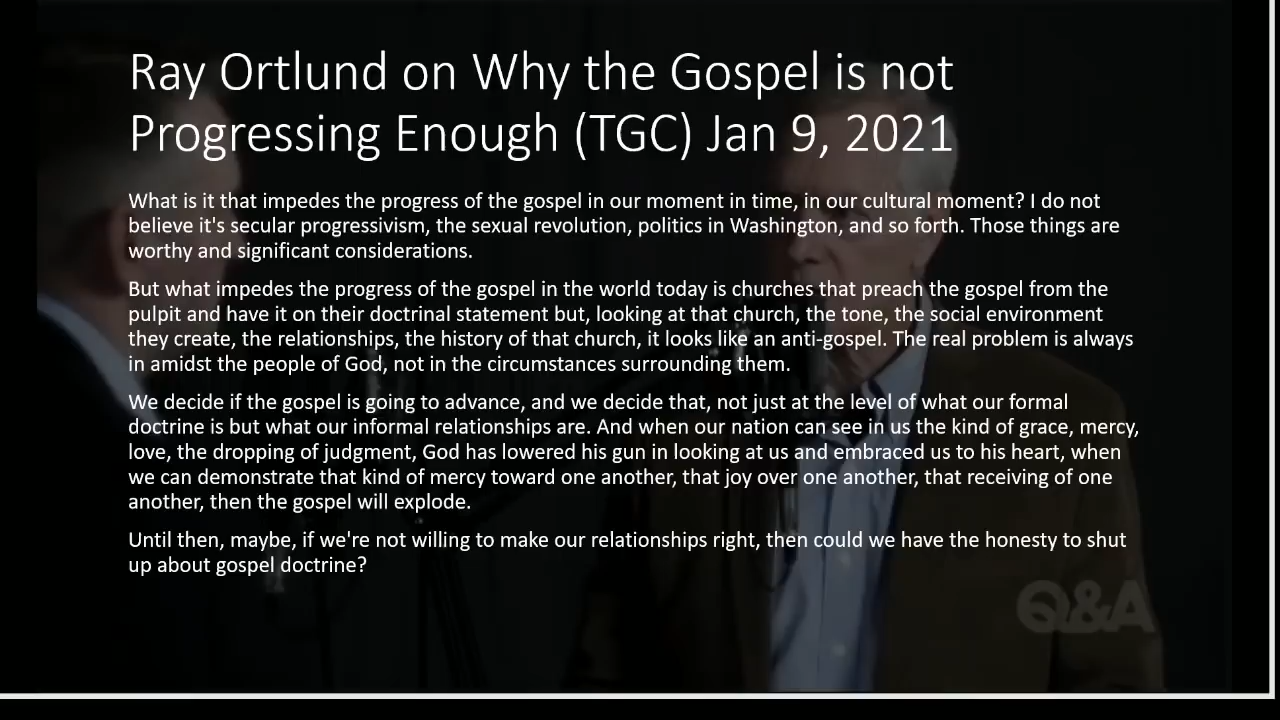 Ray Ortlund on Why the Gospel is not
Progressing Enough (TGC) Jan 9, 2021
What is it that impedes the progress of the gospel in our moment in time, in our cultural moment? I do not
believe it's secular progressivism, the sexual revolution, politics in Washington, and so forth. Those things are
worthy and significant considerations.
But what impedes the progress of the gospel in the world today is churches that preach the gospel from the
pulpit and have it on their doctrinal statement but, looking at that church, the tone, the social environment
they create, the relationships, the history of that church, it looks like an anti-gospel. The real problem is always
in amidst the people of God, not in the circumstances surrounding them.
We decide if the gospel is going to advance, and we decide that, not just at the level of what our formal
doctrine is but what our informal relationships are. And when our nation can see in us the kind of grace, mercy,
love, the dropping of judgment, God has lowered his gun in looking at us and embraced us to his heart, when
we can demonstrate that kind of mercy toward one another, that joy over one another, that receiving of one
another, then the gospel will explode.
Until then, maybe, if we're not willing to make our relationships right, then could we have the honesty to shut
up about gospel doctrine?
Q&A